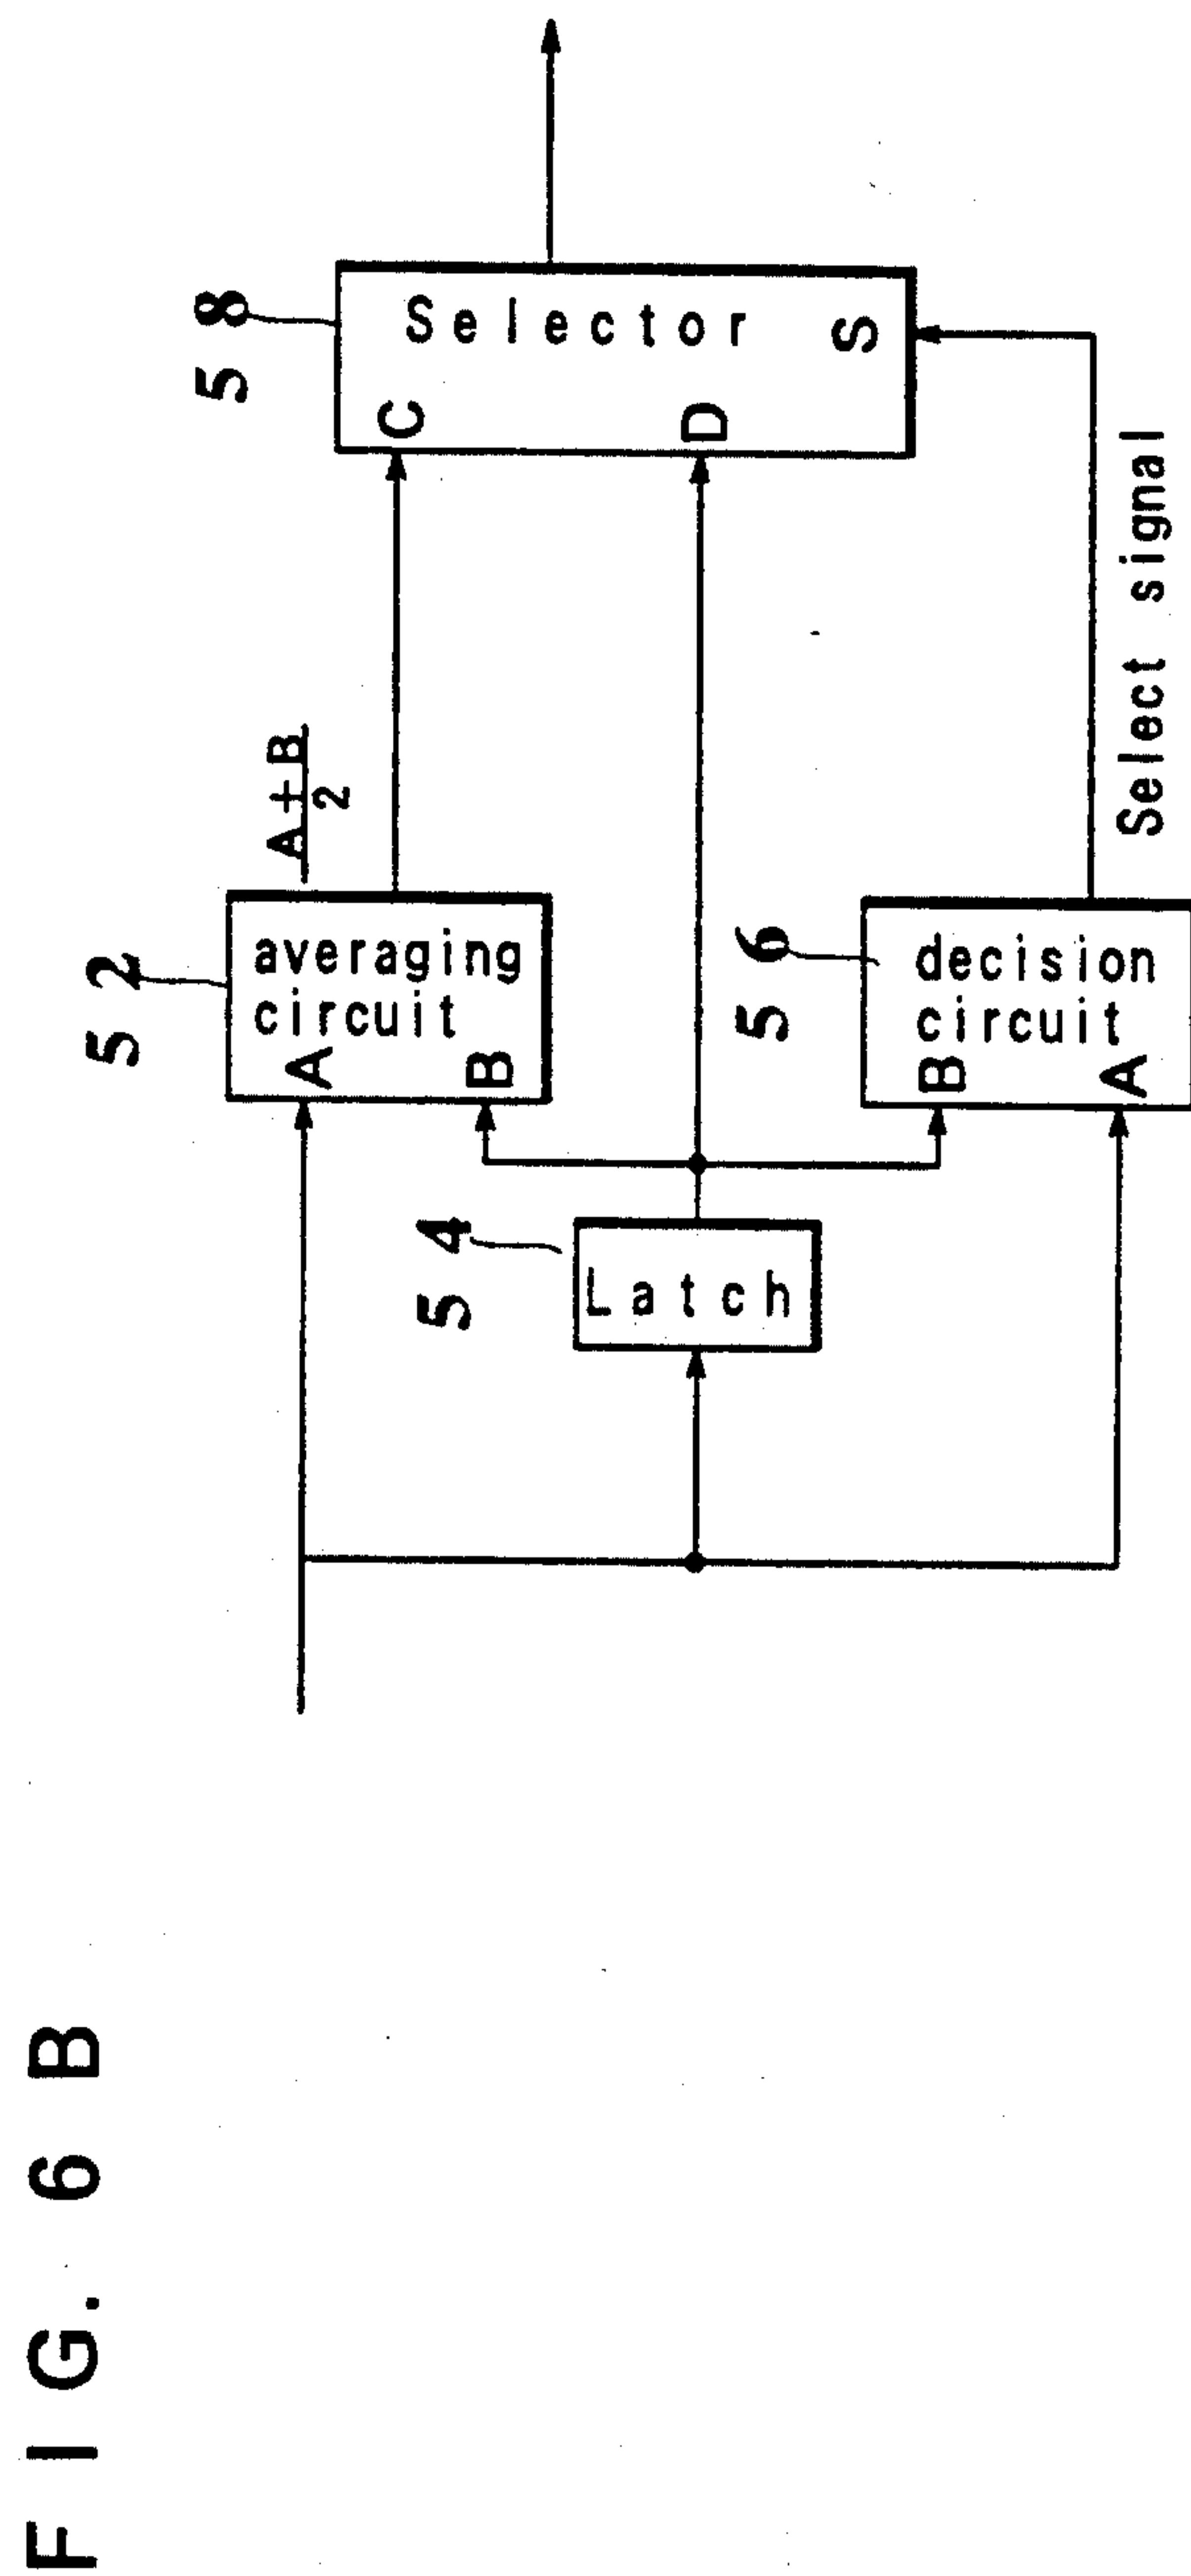 FIG. 6B
52
averaging
circuit
A
B
A+B
2
54
Latch
56
decision
circuit
B
A
58
Selector
C
D
S
Select signal